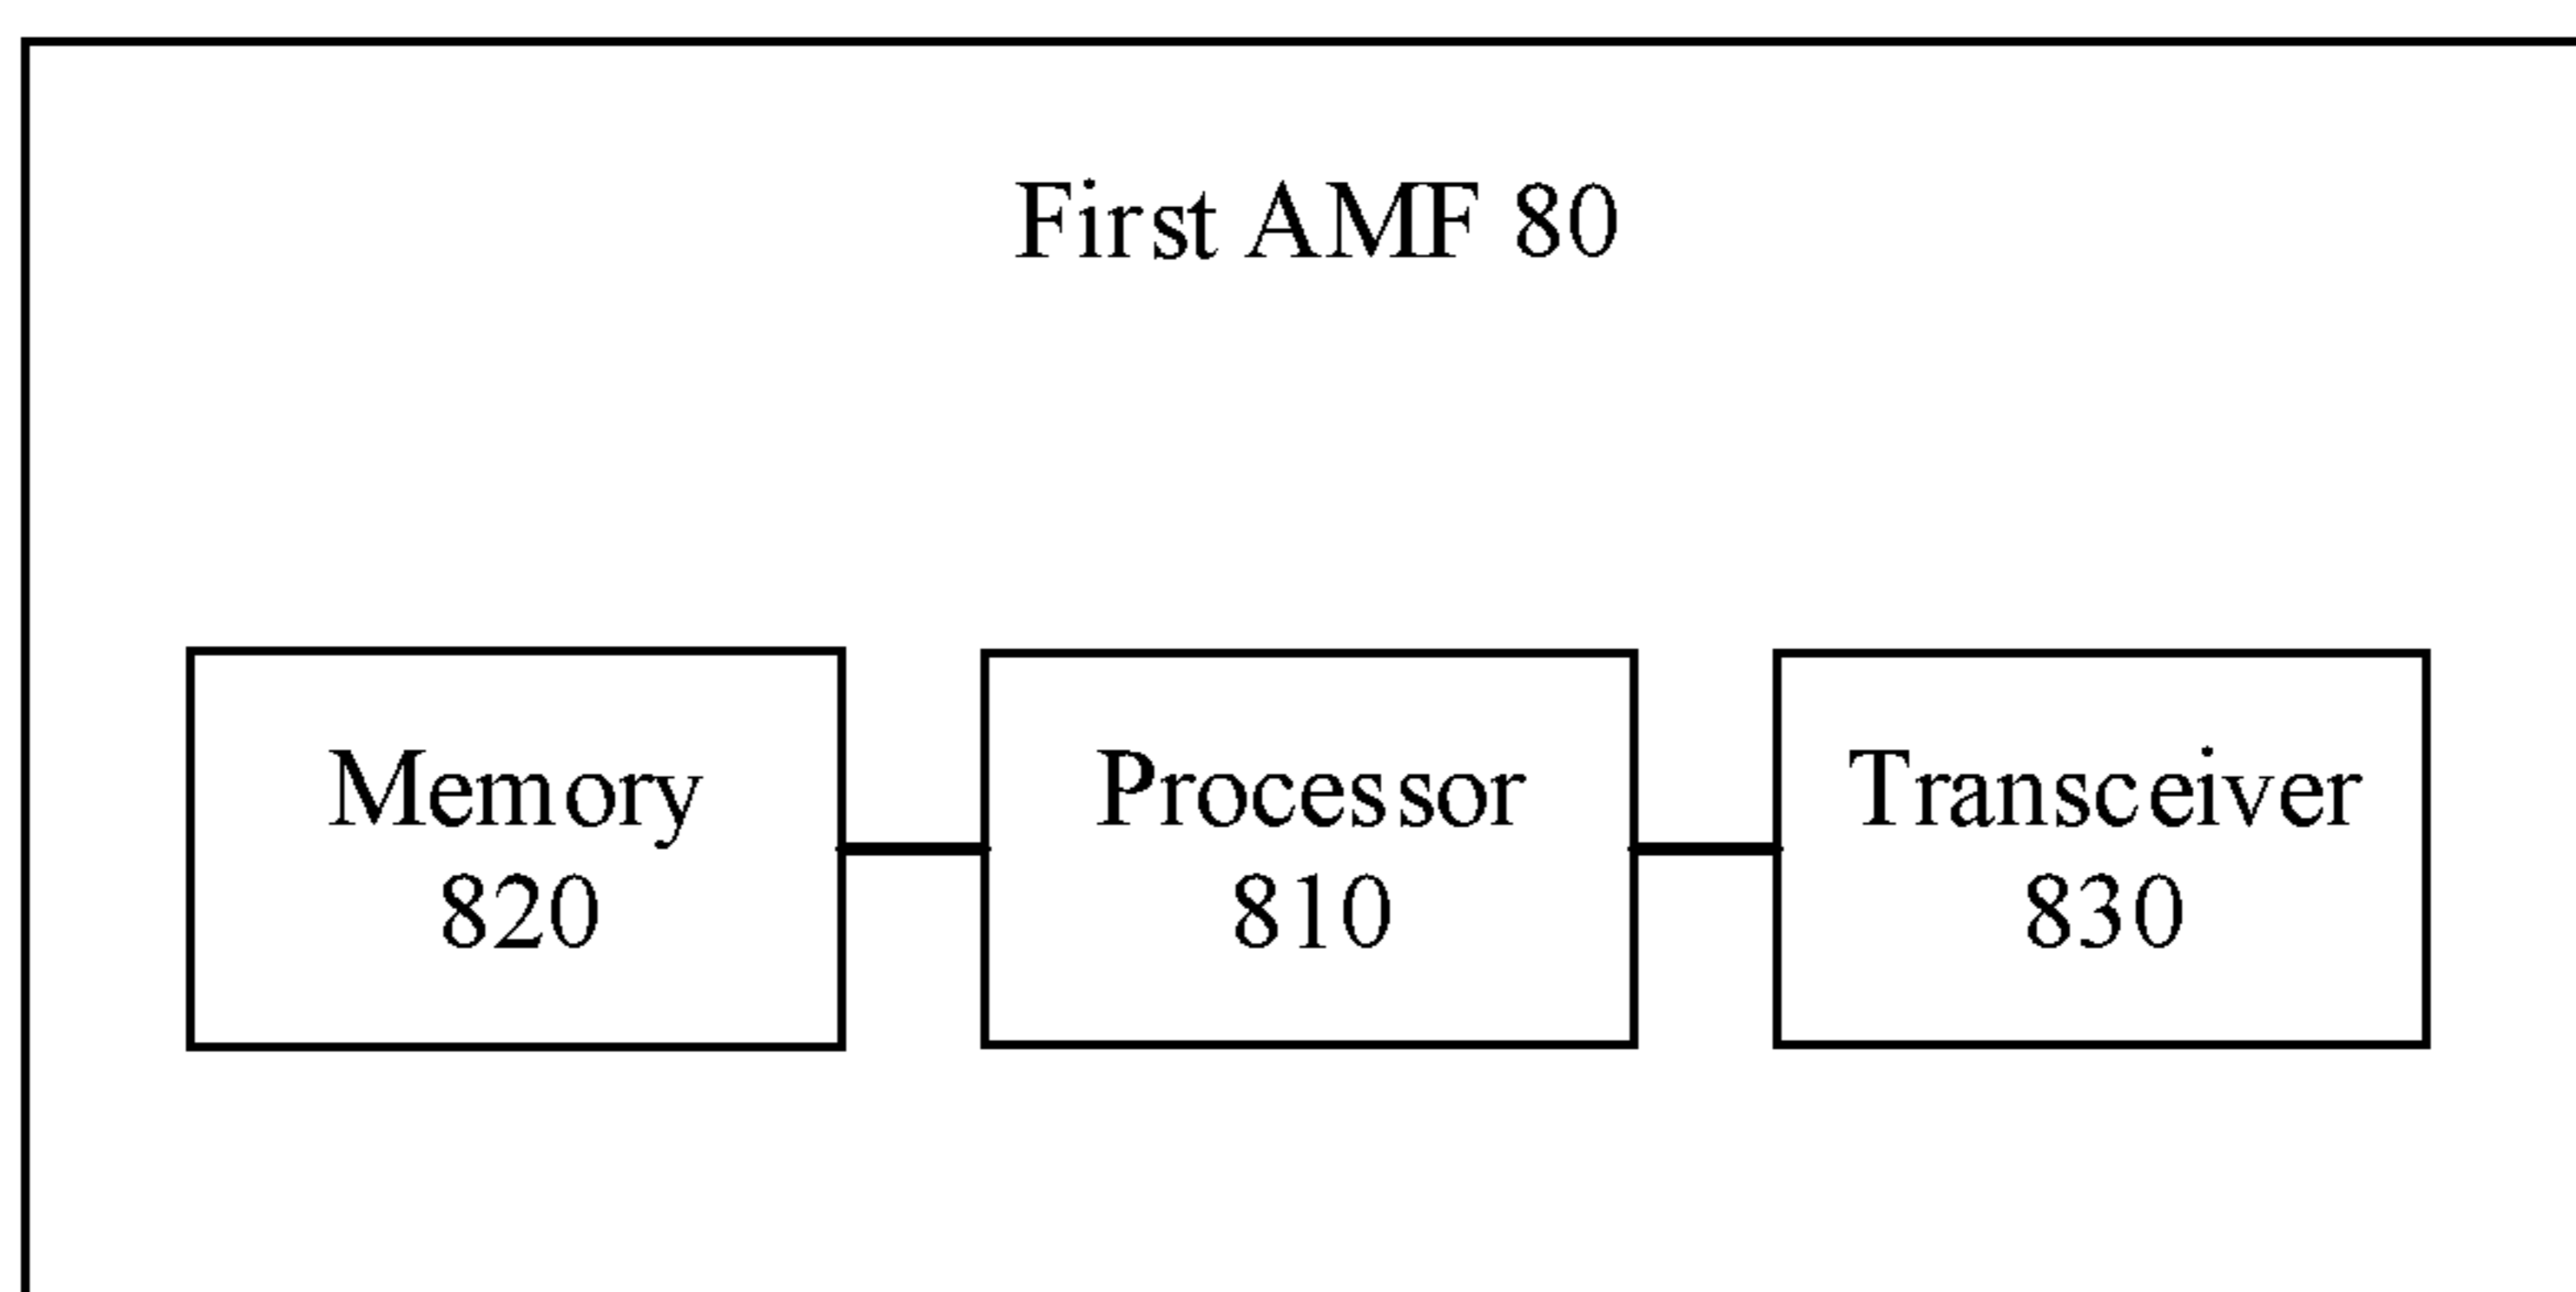 First AMF 80
Memory
820
Processor
810
Transceiver
830